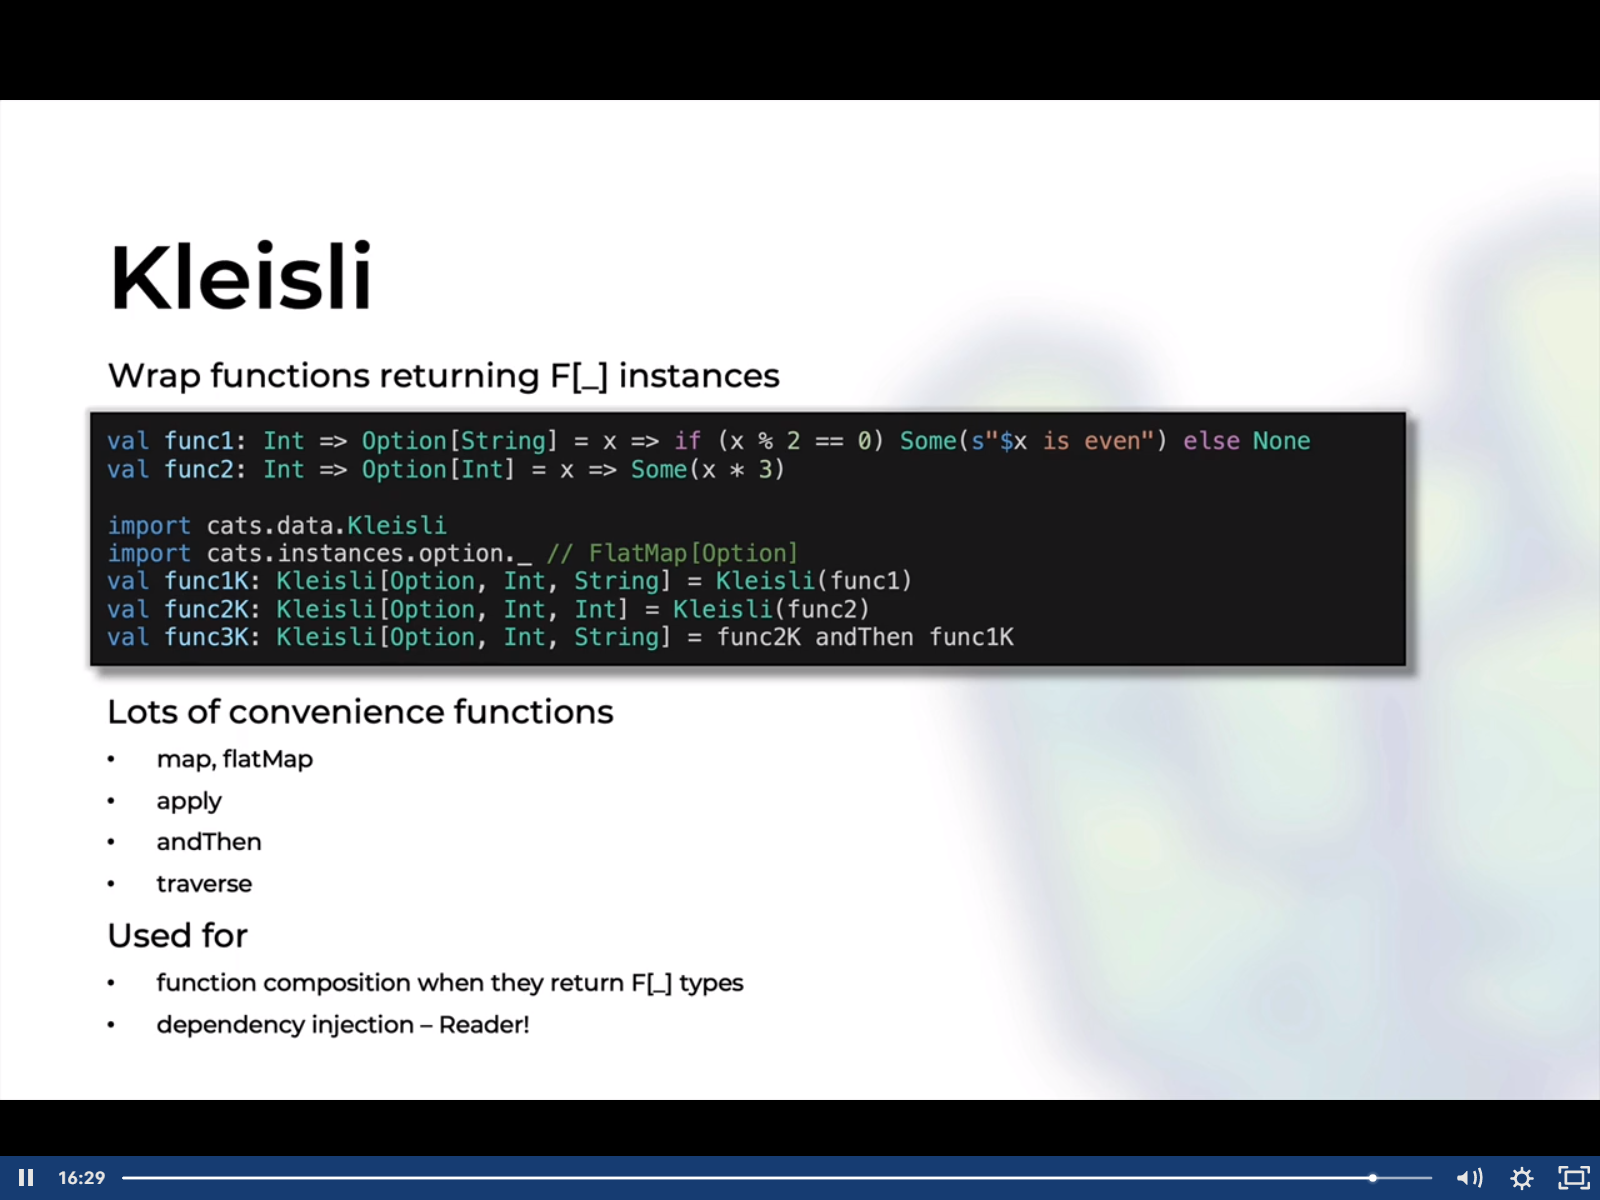 Kleisli
Wrap functions returning F[_] instances
val func1: Int => Option[String] = x => if (x % 2 == 0) Some(s"$x is even") else None
val func2: Int => Option[Int] = x => Some(x * 3)
import cats.data.Kleisli
import cats.instances.option._ // FlatMap[Option]
val func1K: Kleisli[Option, Int, String] = Kleisli(func1)
val func2K: Kleisli[Option, Int, Int] = Kleisli(func2)
val func3K: Kleisli[Option, Int, String] = func2K andThen func1K
Lots of convenience functions
• map, flatMap
• apply
• andThen
• traverse
Used for
• function composition when they return F[_] types
• dependency injection – Reader!
16:29